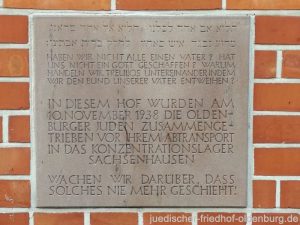 HABEN WIR NICHT ALLE EINEN VATER? HAT
UNS NICHT EIN GOTT GESCHAFFEN? WARUM
HANDELN WIR TREULOS UNTEREINANDER INDEM
WIR DEN BUND UNSERER VÄTER ENTWEIHEN?
IN DIESEM HOF WURDEN AM
10. NOVEMBER 1938 DIE OLDEN-
BURGER JUDEN ZUSAMMENGE-
TRIEBEN VOR IHREM ABTRANSPORT
IN DAS KONZENTRATIONSLAGER
SACHSENHAUSEN
WACHEN WIR DARÜBER, DASS
SOLCHES NIE MEHR GESCHIEHT!
juedischer-friedhof-oldenburg.de